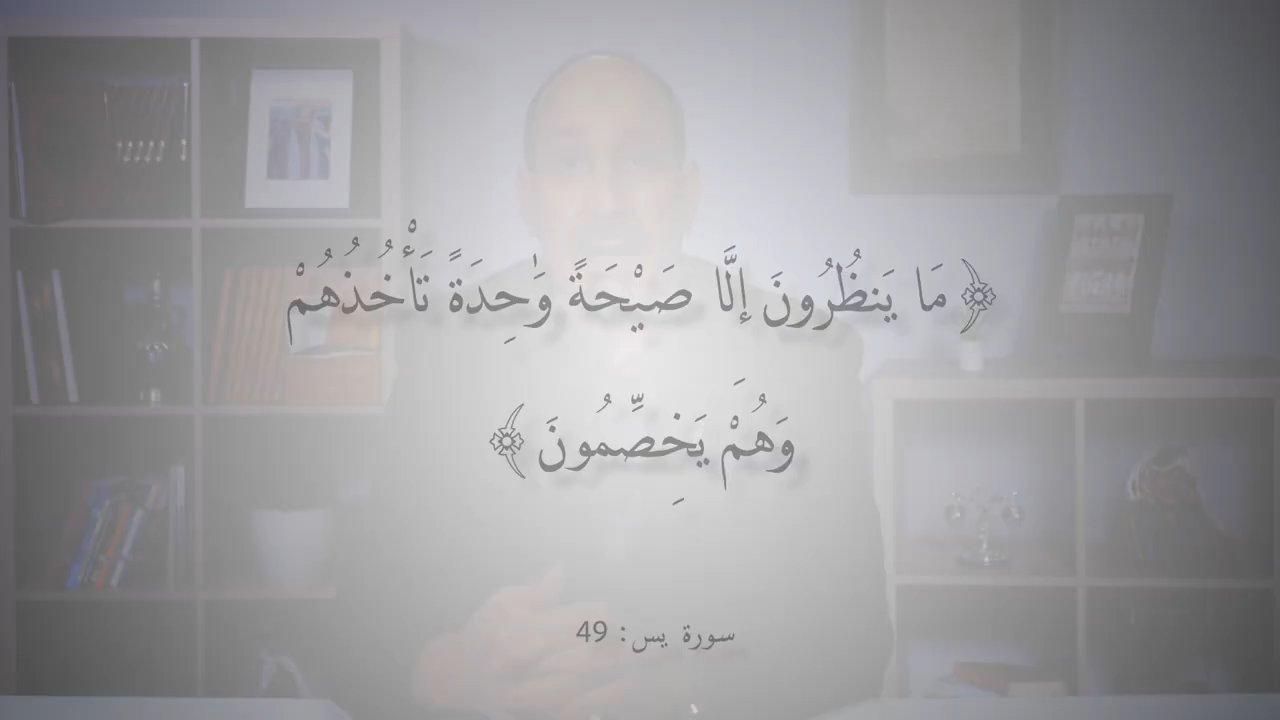 ﴿ مَا يَنظُرُونَ إِلَّا صَيْحَةً وَٰحِدَةً تَأْخُذُهُمْ
وَهُمْ يَخِصِّمُونَ ﴾
سورة يس: 49